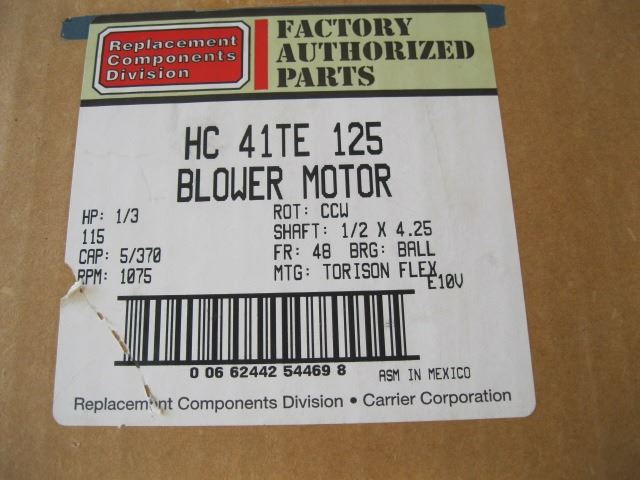 Replacement
Components
Division
FACTORY
AUTHORIZED
PARTS
HC 41TE 125
BLOWER MOTOR
HP: 1/3
115
CAP: 5/370
RPM: 1075
ROT: CCW
SHAFT: 1/2 X 4.25
FR: 48 BRG: BALL
MTG: TORISON FLEX
E10V
0 06 62442 54469 8
ASM IN MEXICO
Replacement Components Division • Carrier Corporation